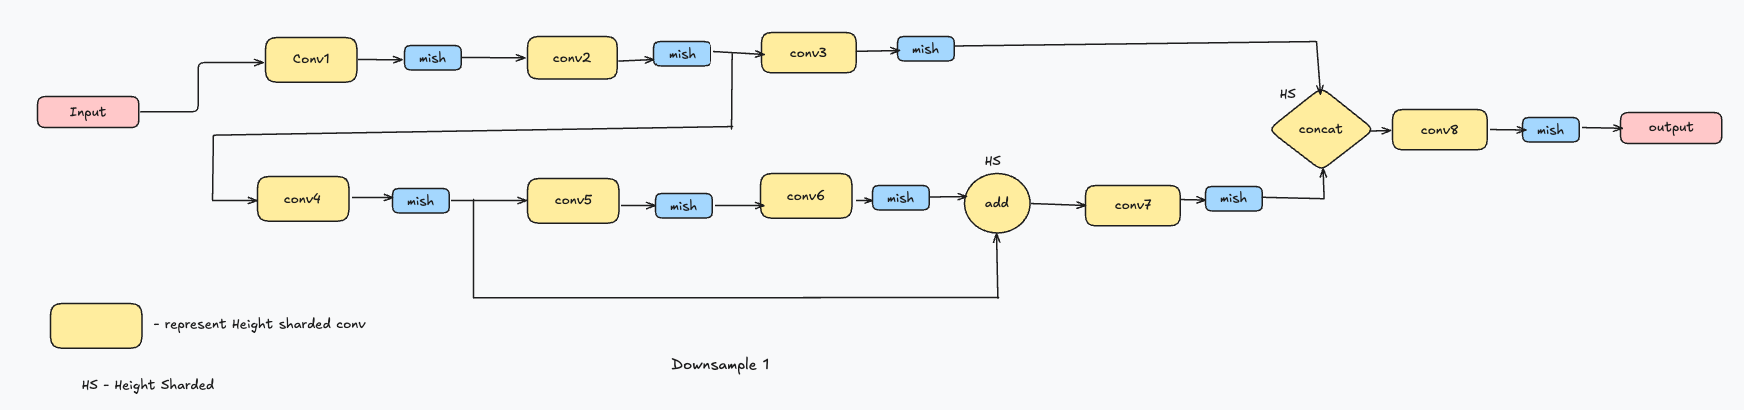 Input
Conv1
mish
conv2
mish
conv3
mish
HS
concat
conv8
mish
output
conv4
mish
conv5
mish
conv6
mish
HS
add
conv7
mish
- represent Height sharded conv
HS - Height Sharded
Downsample 1